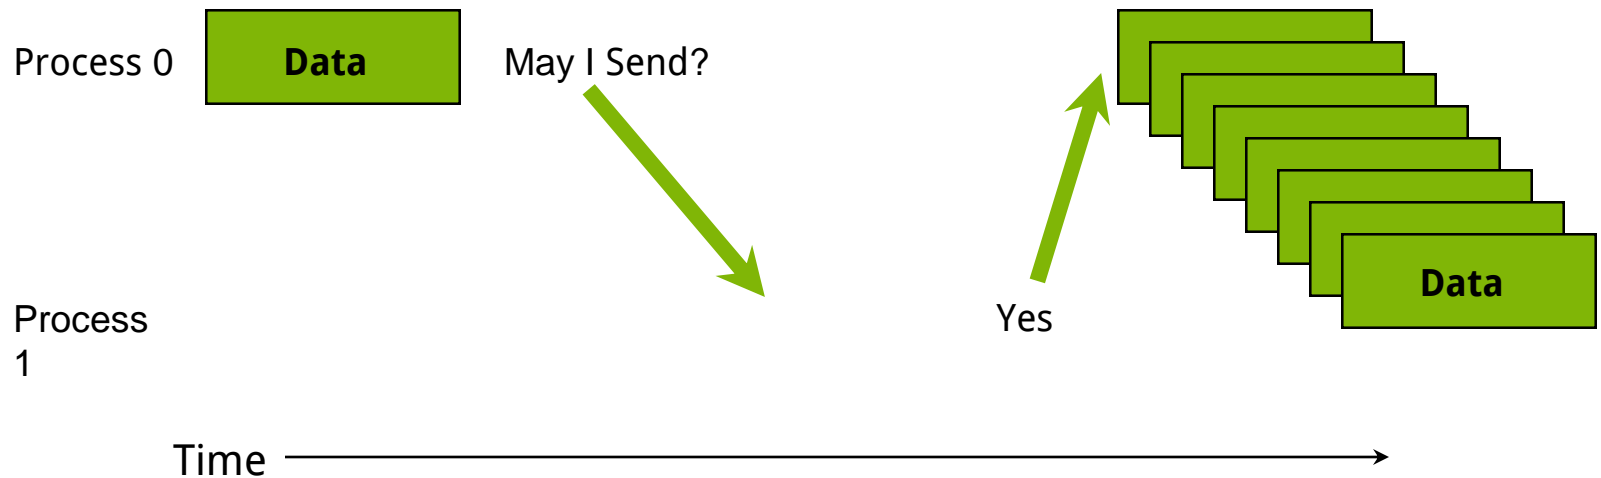 Process 0
Data
May I Send?
Data
Yes
Process
1
Time